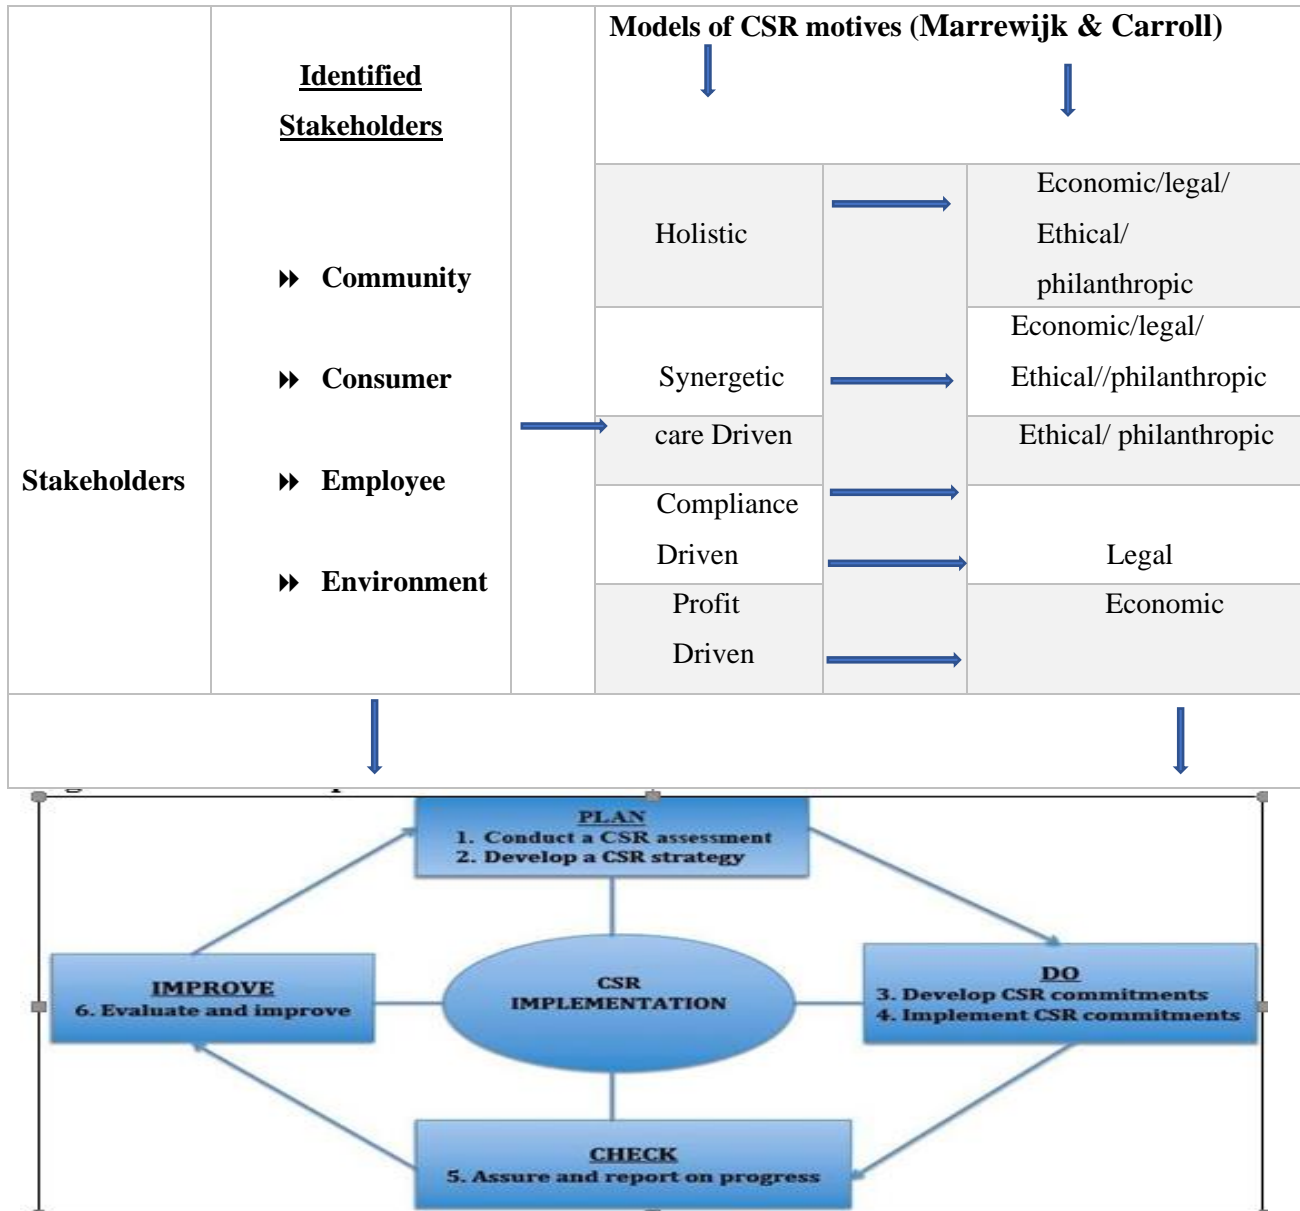 Models of CSR motives (Marrewijk & Carroll)
Identified
Stakeholders
Stakeholders
Community
Consumer
Employee
Environment
Holistic
Economic/legal/
Ethical/
philanthropic
Synergetic
Economic/legal/
Ethical//philanthropic
care Driven
Ethical/ philanthropic
Compliance
Driven
Legal
Profit
Driven
Economic
PLAN
1. Conduct a CSR assessment
2. Develop a CSR strategy
IMPROVE
6. Evaluate and improve
CSR
IMPLEMENTATION
DO
3. Develop CSR commitments
4. Implement CSR commitments
CHECK
5. Assure and report on progress